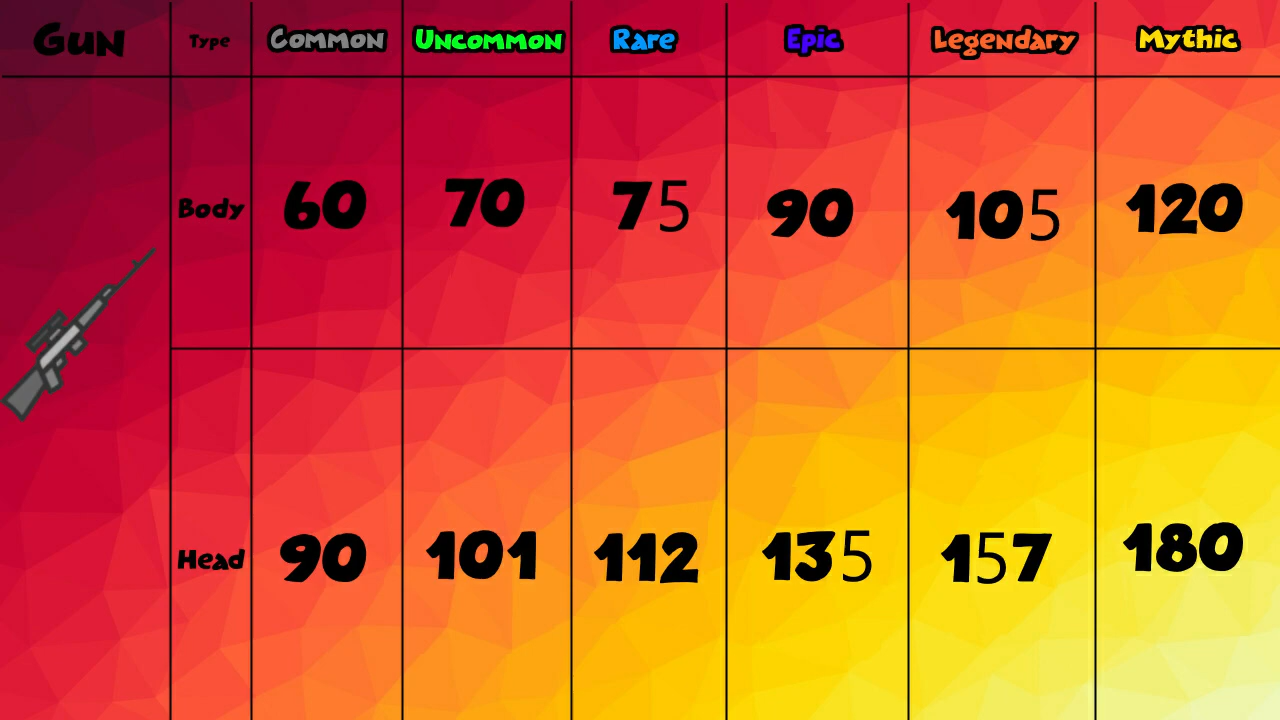 Gun Type Common Uncommon Rare Epic Legendary Mythic
Body 60 70 75 90 105 120
Head 90 101 112 135 157 180